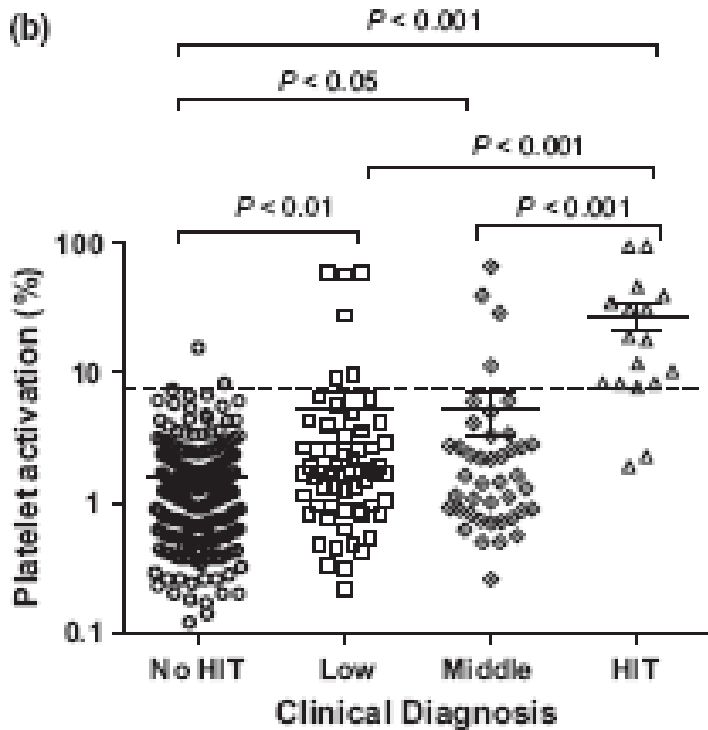 (b)
P < 0.001
P < 0.05
P < 0.001
P < 0.01
P < 0.001
Platelet activation (%)
100
10
1
0.1
No HIT Low Middle HIT
Clinical Diagnosis